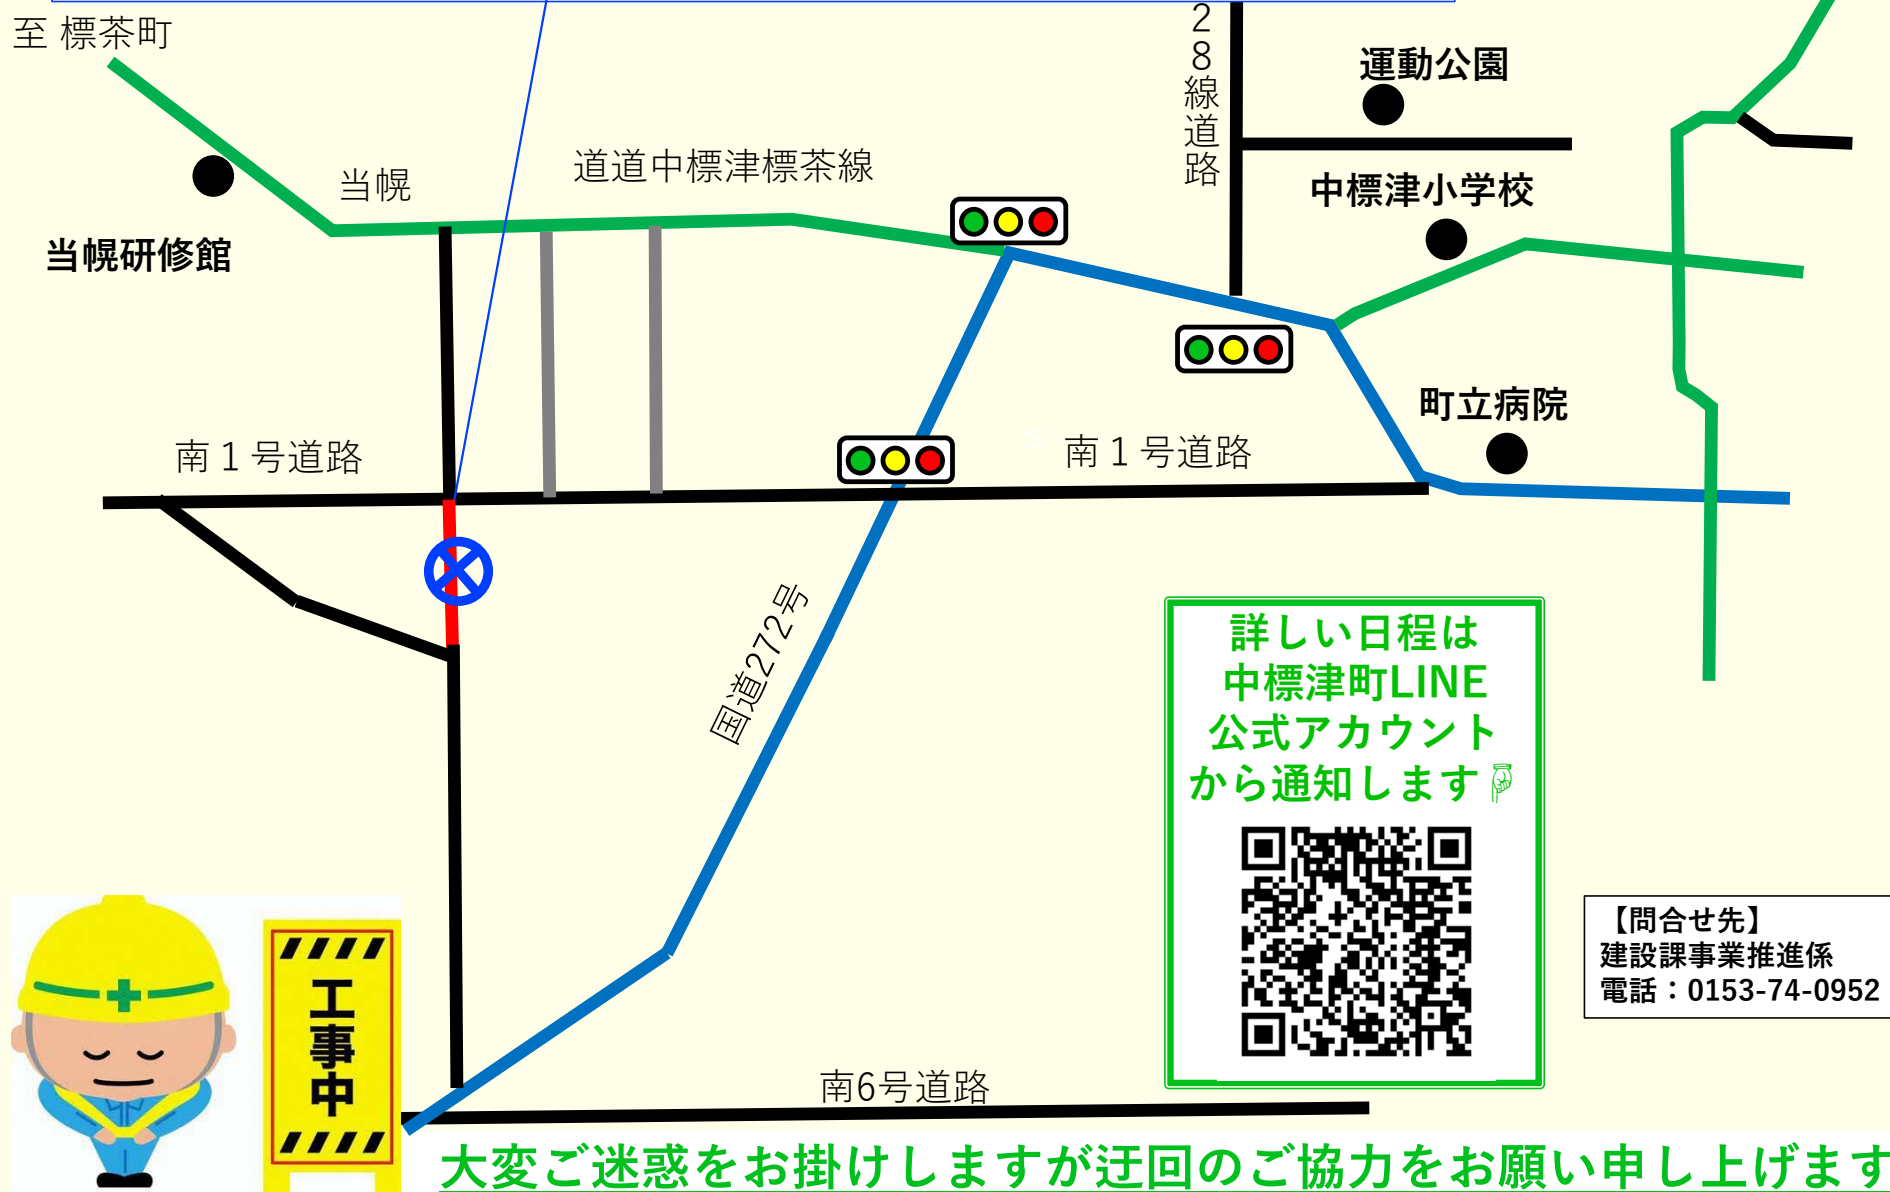 至 標茶町
28線道路
運動公園
道道中標津標茶線
当幌
中標津小学校
当幌研修館
町立病院
南1号道路
南1号道路
国道272号
詳しい日程は
中標津町LINE
公式アカウント
から通知します☟
【問合せ先】
建設課事業推進係
電話：0153-74-0952
工事中
南6号道路
大変ご迷惑をお掛けしますが迂回のご協力をお願い申し上げます